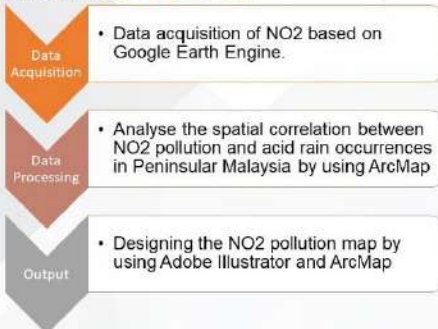 Data
Acquisition
• Data acquisition of NO2 based on
Google Earth Engine.
Data
Processing
• Analyse the spatial correlation between
NO2 pollution and acid rain occurrences
in Peninsular Malaysia by using ArcMap
Output
• Designing the NO2 pollution map by
using Adobe Illustrator and ArcMap